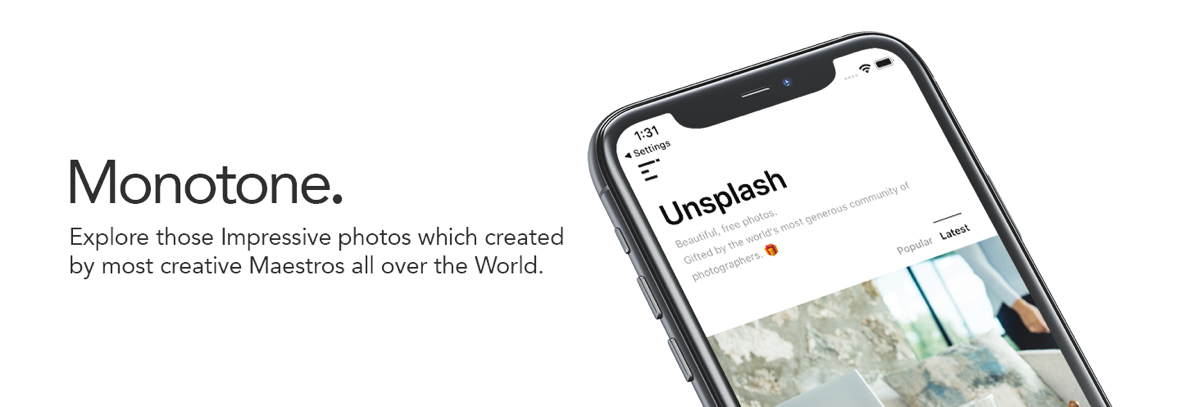 Monotone.
Explore those Impressive photos which created
by most creative Maestros all over the World.
1:31
◀ Settings
Unsplash
Beautiful, free photos.
Gifted by the world's most generous community of
photographers. 🎁
Popular Latest